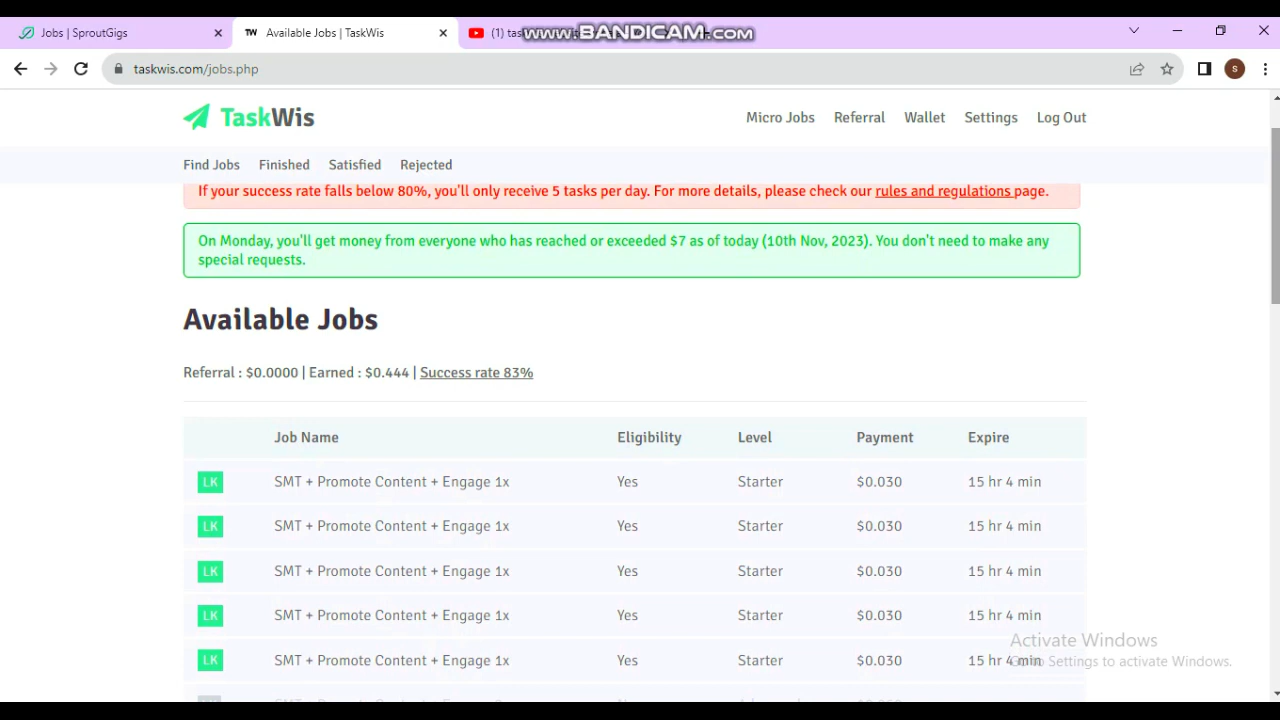 Jobs | SproutGigs
TW Available Jobs | TaskWis
www.BANDICAM.com
taskwis.com/jobs.php
S
TaskWis
Micro Jobs Referral Wallet Settings Log Out
Find Jobs Finished Satisfied Rejected
If your success rate falls below 80%, you'll only receive 5 tasks per day. For more details, please check our rules and regulations page.
On Monday, you'll get money from everyone who has reached or exceeded $7 as of today (10th Nov, 2023). You don't need to make any
special requests.
Available Jobs
Referral : $0.0000 | Earned : $0.444 | Success rate 83%
Job Name Eligibility Level Payment Expire
LK SMT + Promote Content + Engage 1x Yes Starter $0.030 15 hr 4 min
LK SMT + Promote Content + Engage 1x Yes Starter $0.030 15 hr 4 min
LK SMT + Promote Content + Engage 1x Yes Starter $0.030 15 hr 4 min
LK SMT + Promote Content + Engage 1x Yes Starter $0.030 15 hr 4 min
LK SMT + Promote Content + Engage 1x Yes Starter $0.030 15 hr 4 min
Activate Windows
Go to Settings to activate Windows.